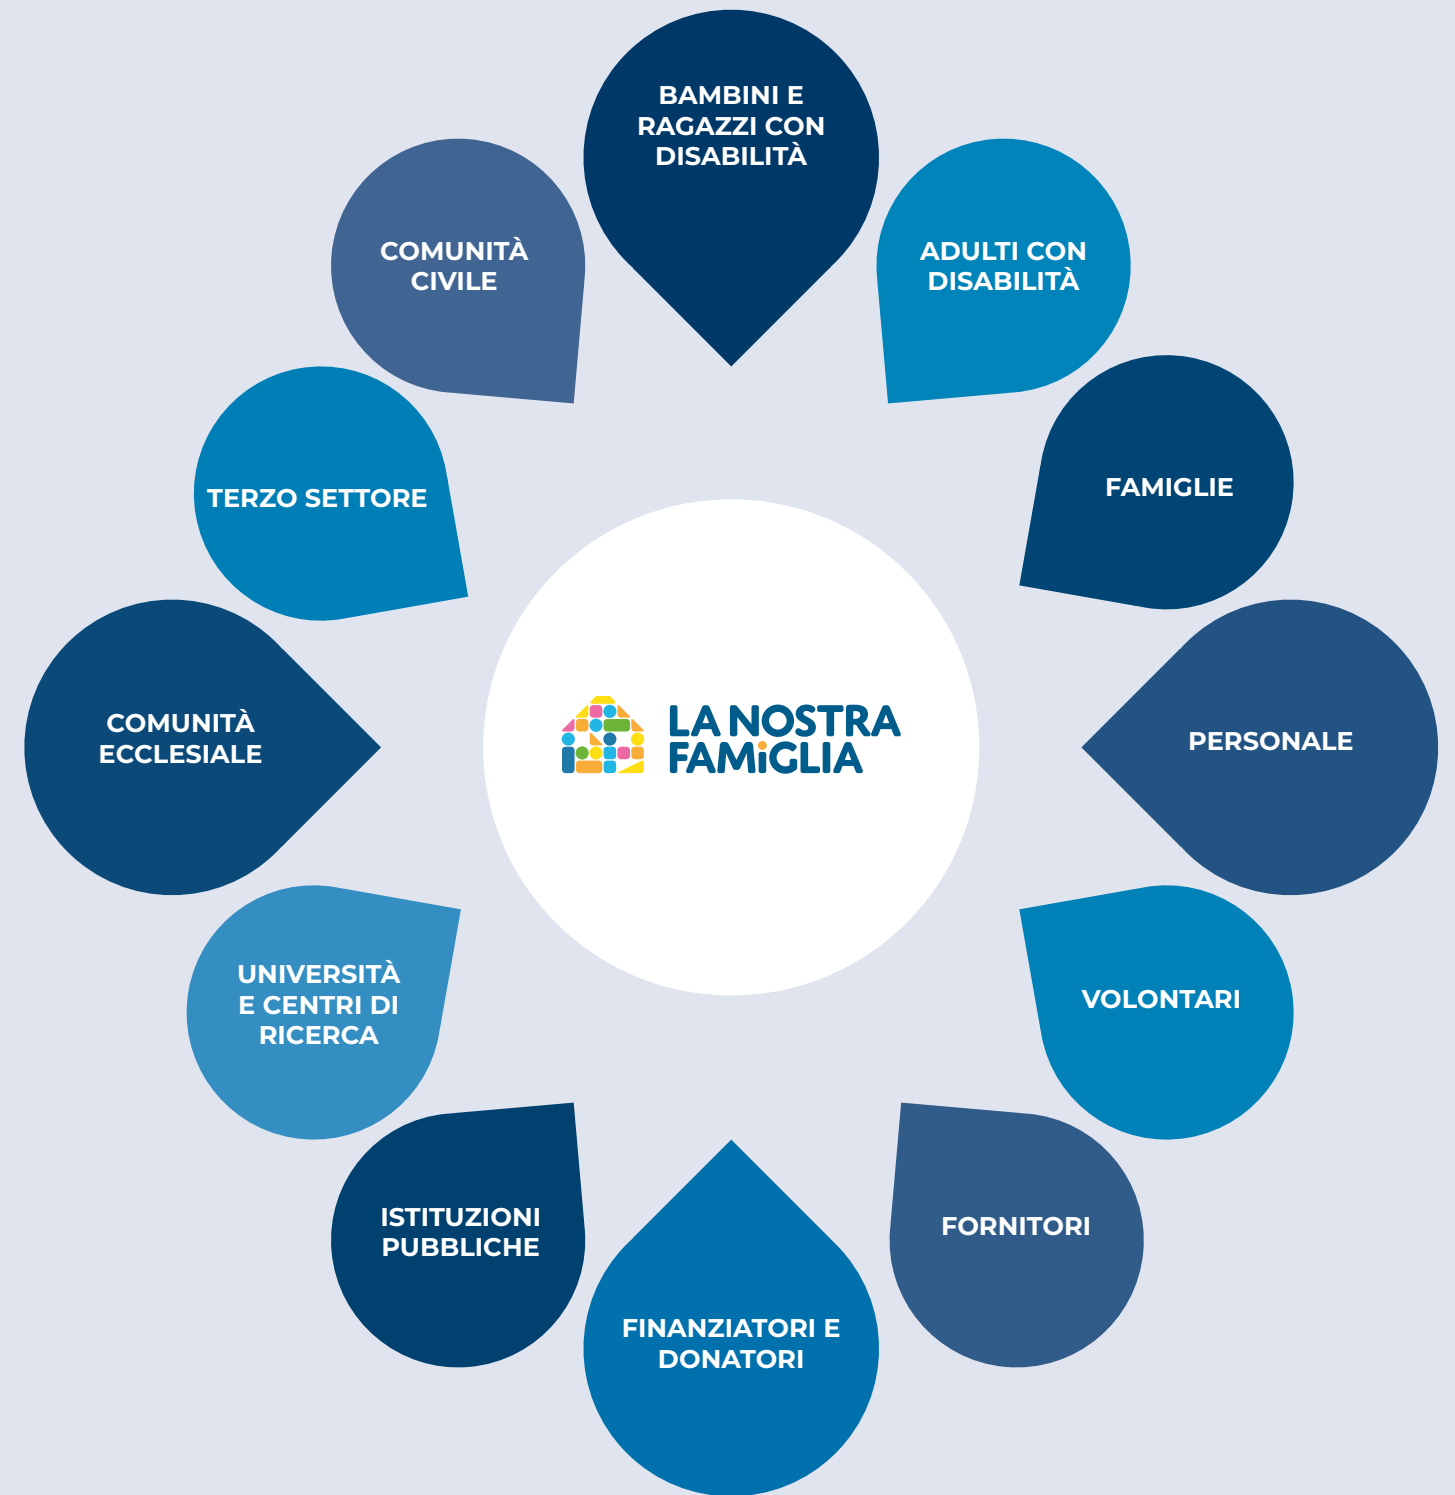 BAMBINI E
RAGAZZI CON
DISABILITÀ
ADULTI CON
DISABILITÀ
FAMIGLIE
PERSONALE
VOLONTARI
FORNITORI
FINANZIATORI E
DONATORI
ISTITUZIONI
PUBBLICHE
UNIVERSITÀ
E CENTRI DI
RICERCA
COMUNITÀ
ECCLESIALE
TERZO SETTORE
COMUNITÀ
CIVILE
LA NOSTRA
FAMiGLIA